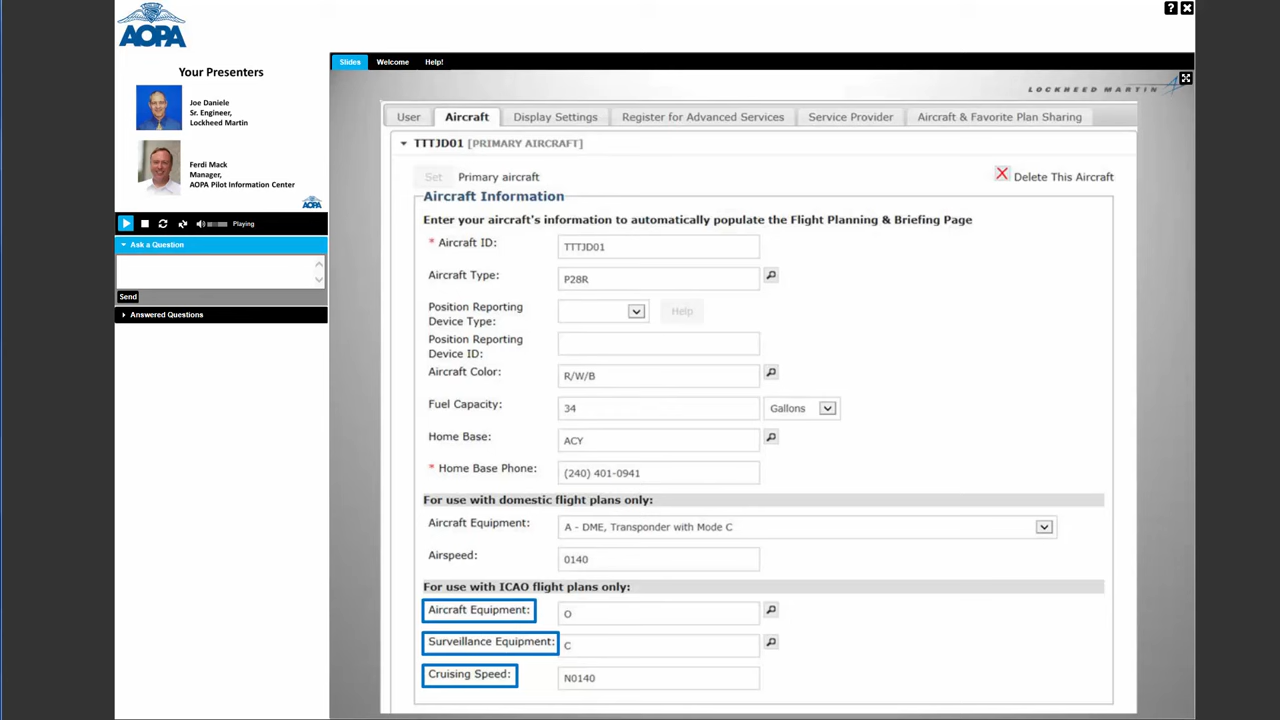 AOPA
Your Presenters
Joe Daniele
Sr. Engineer,
Lockheed Martin
Ferdi Mack
Manager,
AOPA Pilot Information Center
AOPA
Playing
Ask a Question
Send
Answered Questions
? X
Slides Welcome Help!
LOCKHEED MARTIN
User Aircraft Display Settings Register for Advanced Services Service Provider Aircraft & Favorite Plan Sharing
TTTJD01 [PRIMARY AIRCRAFT]
Set Primary aircraft X Delete This Aircraft
Aircraft Information
Enter your aircraft's information to automatically populate the Flight Planning & Briefing Page
* Aircraft ID: TTTJD01
Aircraft Type: P28R
Position Reporting
Device Type: Help
Position Reporting
Device ID:
Aircraft Color: R/W/B
Fuel Capacity: 34 Gallons
Home Base: ACY
* Home Base Phone: (240) 401-0941
For use with domestic flight plans only:
Aircraft Equipment: A - DME, Transponder with Mode C
Airspeed: 0140
For use with ICAO flight plans only:
Aircraft Equipment: O
Surveillance Equipment: C
Cruising Speed: N0140